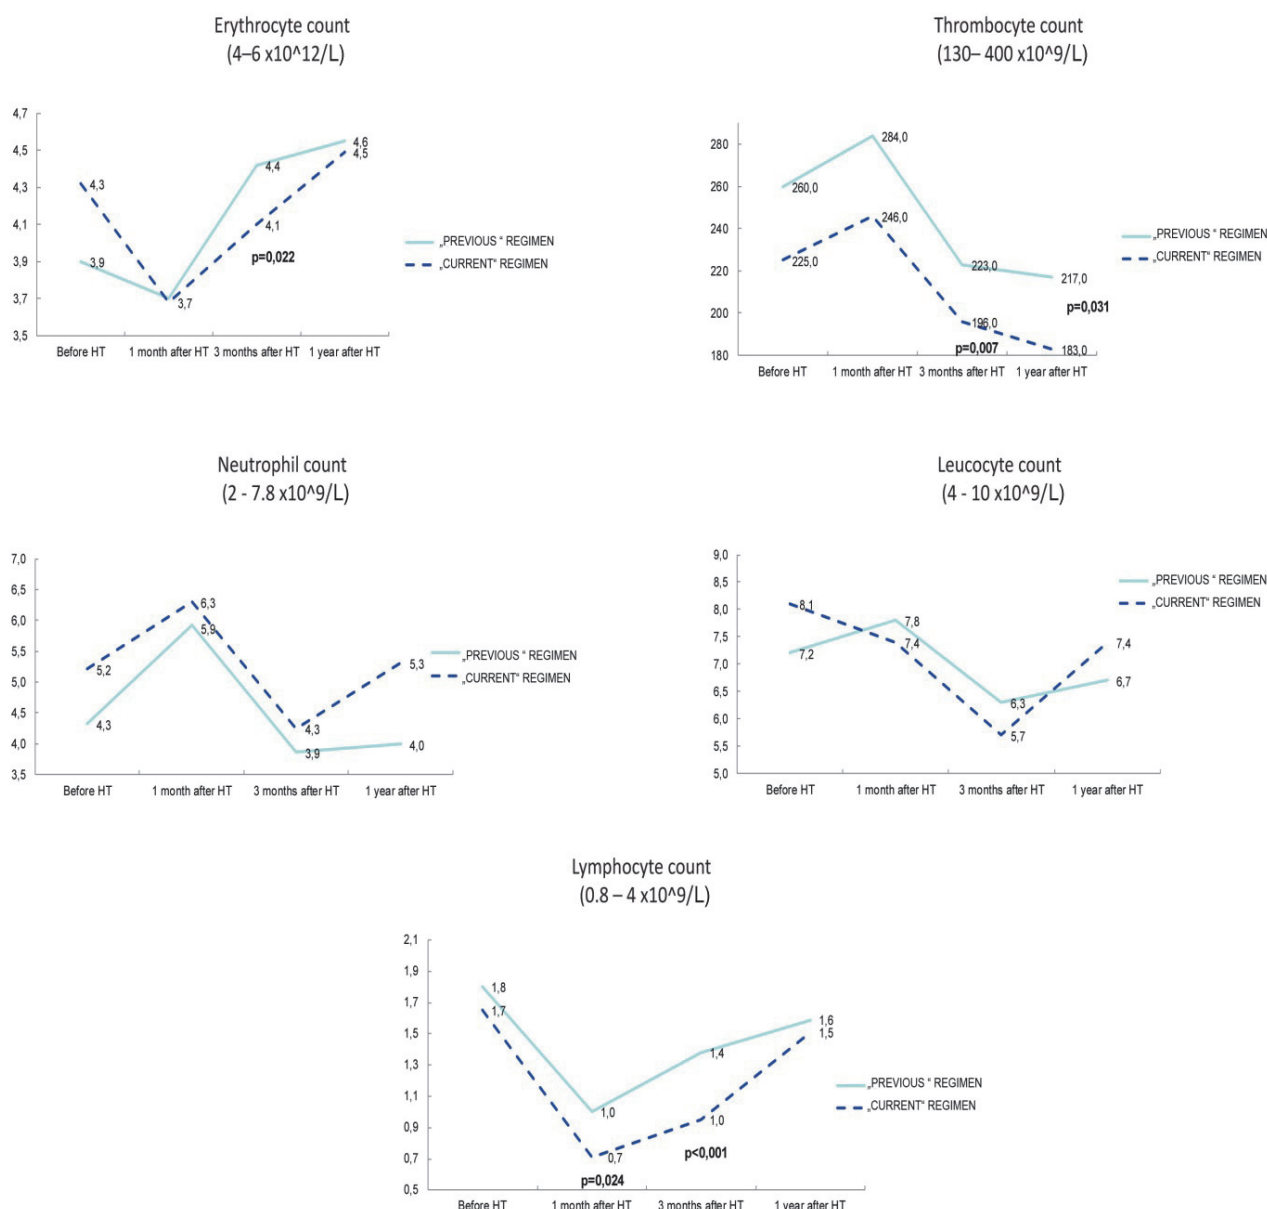 Erythrocyte count
(4–6 x10^12/L)
4,7
4,5
4,3
4,1
3,9
3,7
3,5
4,3
3,9
3,7
4,4
4,1
4,6
4,5
p=0,022
Before HT 1 month after HT 3 months after HT 1 year after HT
„PREVIOUS “ REGIMEN
„CURRENT“ REGIMEN
Thrombocyte count
(130– 400 x10^9/L)
280
260
240
220
200
180
260,0
225,0
284,0
246,0
223,0
196,0
217,0
183,0
p=0,031
p=0,007
Before HT 1 month after HT 3 months after HT 1 year after HT
„PREVIOUS “ REGIMEN
„CURRENT“ REGIMEN
Neutrophil count
(2 - 7.8 x10^9/L)
7,0
6,5
6,0
5,5
5,0
4,5
4,0
3,5
5,2
4,3
6,3
5,9
4,3
3,9
5,3
4,0
Before HT 1 month after HT 3 months after HT 1 year after HT
„PREVIOUS “ REGIMEN
„CURRENT“ REGIMEN
Leucocyte count
(4 - 10 x10^9/L)
9,0
8,5
8,0
7,5
7,0
6,5
6,0
5,5
5,0
8,1
7,2
7,8
7,4
6,3
5,7
7,4
6,7
Before HT 1 month after HT 3 months after HT 1 year after HT
„PREVIOUS “ REGIMEN
„CURRENT“ REGIMEN
Lymphocyte count
(0.8 – 4 x10^9/L)
2,1
1,9
1,7
1,5
1,3
1,1
0,9
0,7
0,5
1,8
1,7
1,0
0,7
1,4
1,0
1,6
1,5
p<0,001
p=0,024
Before HT 1 month after HT 3 months after HT 1 year after HT
„PREVIOUS “ REGIMEN
„CURRENT“ REGIMEN